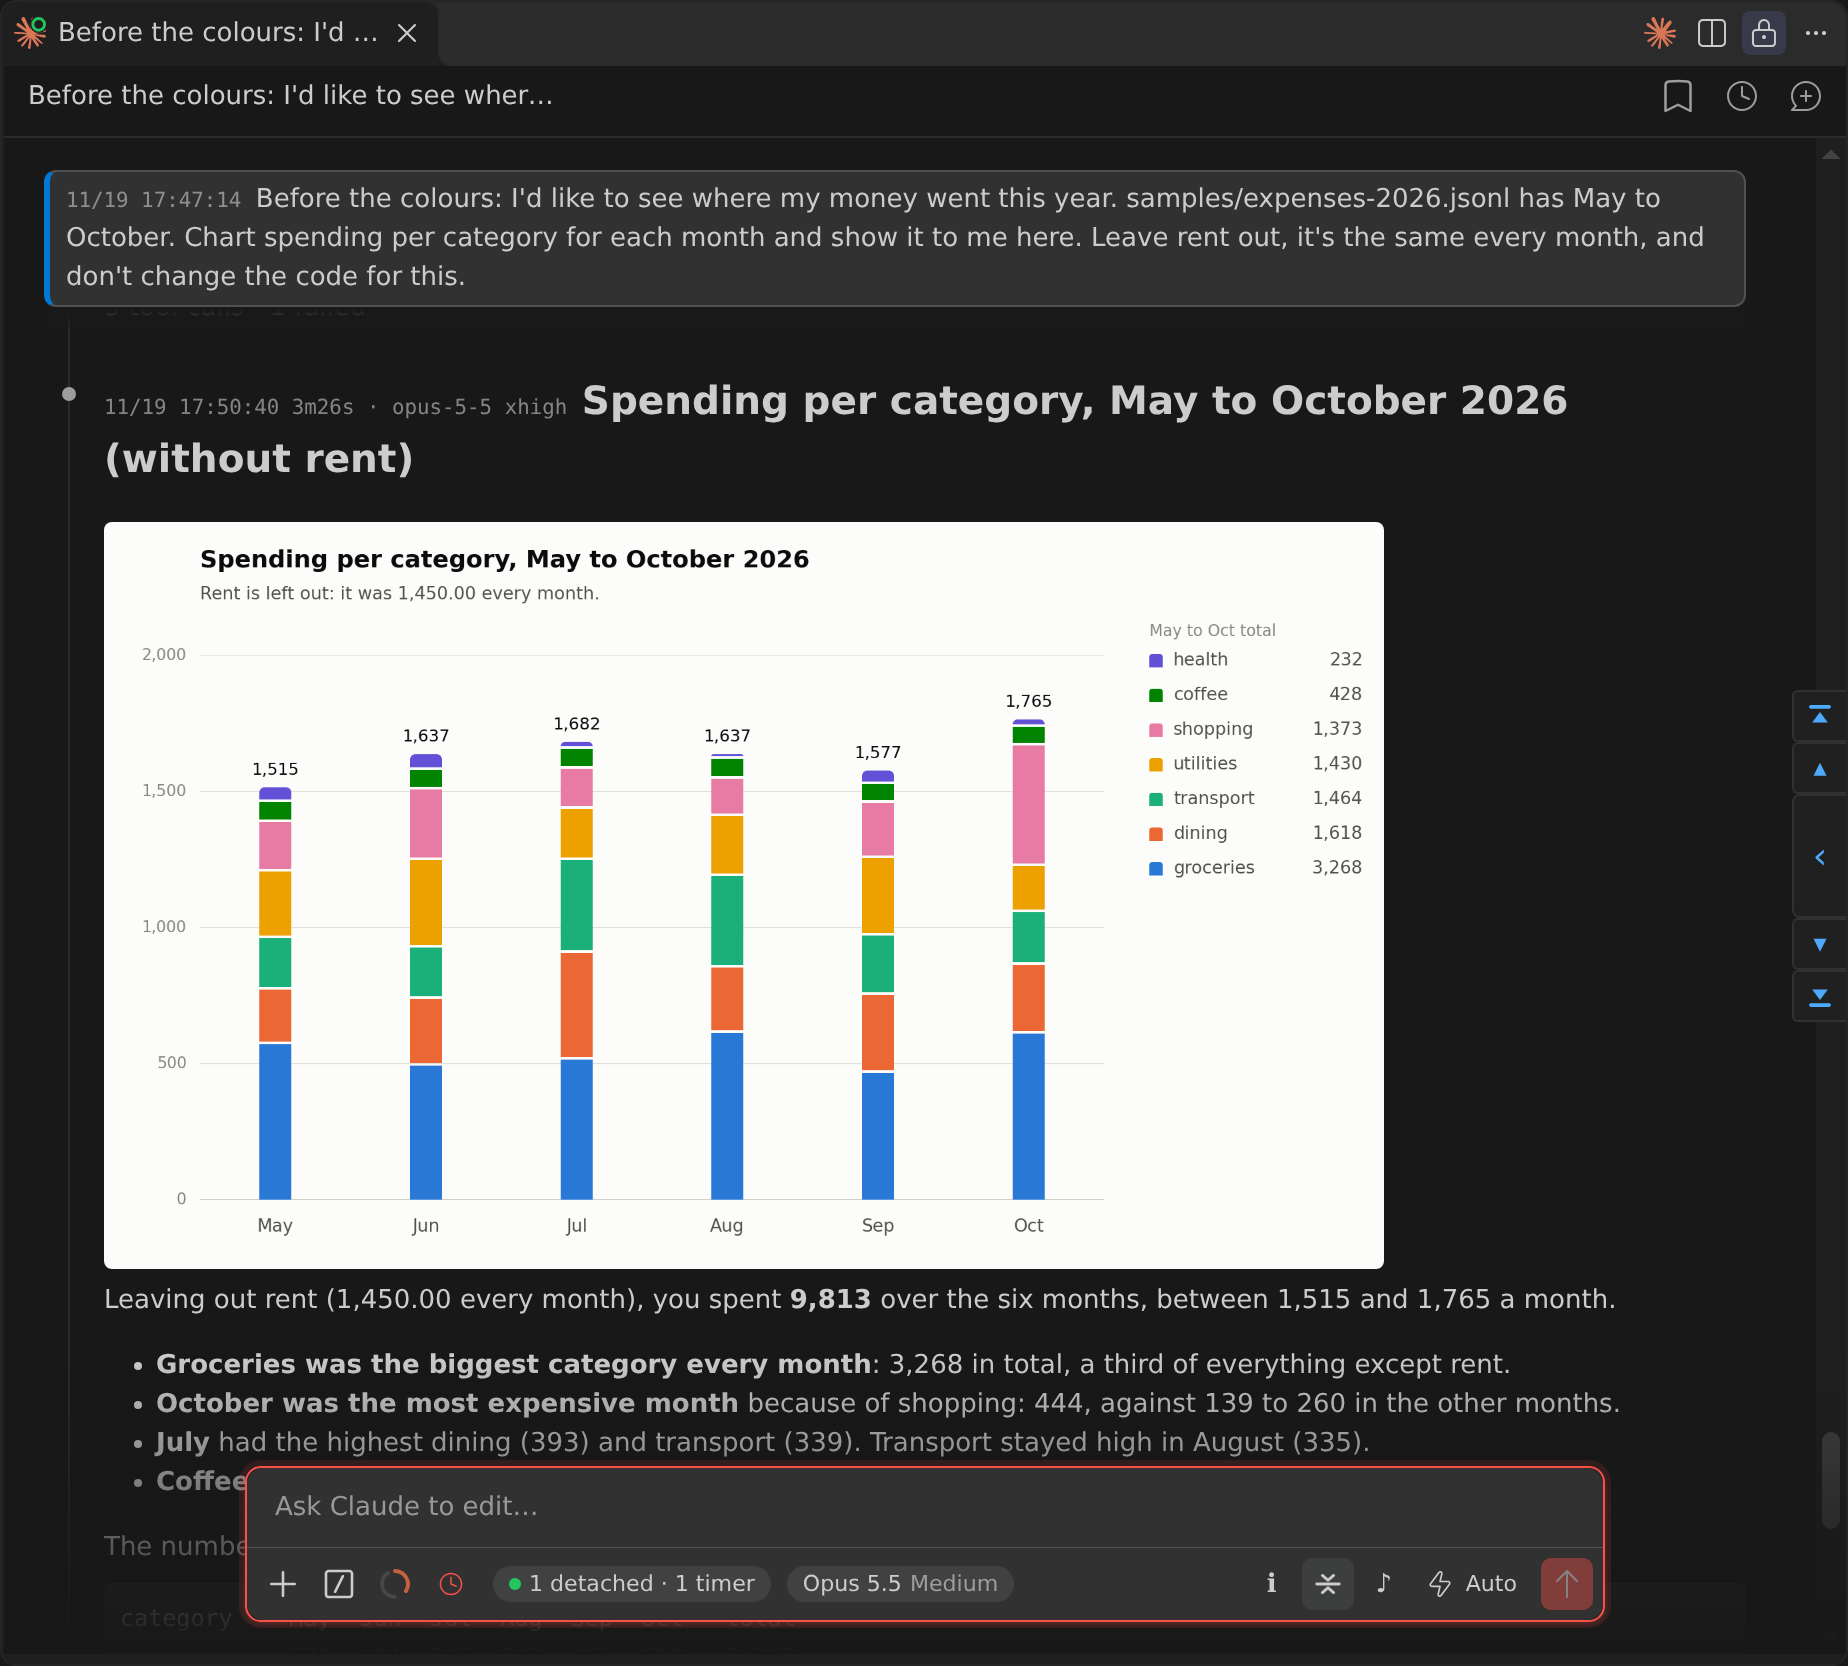 Before the colours: I'd ...
Before the colours: I'd like to see wher...
11/19 17:47:14 Before the colours: I'd like to see where my money went this year. samples/expenses-2026.jsonl has May to
October. Chart spending per category for each month and show it to me here. Leave rent out, it's the same every month, and
don't change the code for this.
11/19 17:50:40 3m26s · opus-5-5 xhigh Spending per category, May to October 2026
(without rent)
Spending per category, May to October 2026
Rent is left out: it was 1,450.00 every month.
May to Oct total
health 232
coffee 428
shopping 1,373
utilities 1,430
transport 1,464
dining 1,618
groceries 3,268
2,000
1,500
1,000
500
0
1,515
1,637
1,682
1,637
1,577
1,765
May
Jun
Jul
Aug
Sep
Oct
Leaving out rent (1,450.00 every month), you spent 9,813 over the six months, between 1,515 and 1,765 a month.
• Groceries was the biggest category every month: 3,268 in total, a third of everything except rent.
• October was the most expensive month because of shopping: 444, against 139 to 260 in the other months.
• July had the highest dining (393) and transport (339). Transport stayed high in August (335).
• Coffee
The
category
Ask Claude to edit...
1 detached · 1 timer
Opus 5.5 Medium
Auto